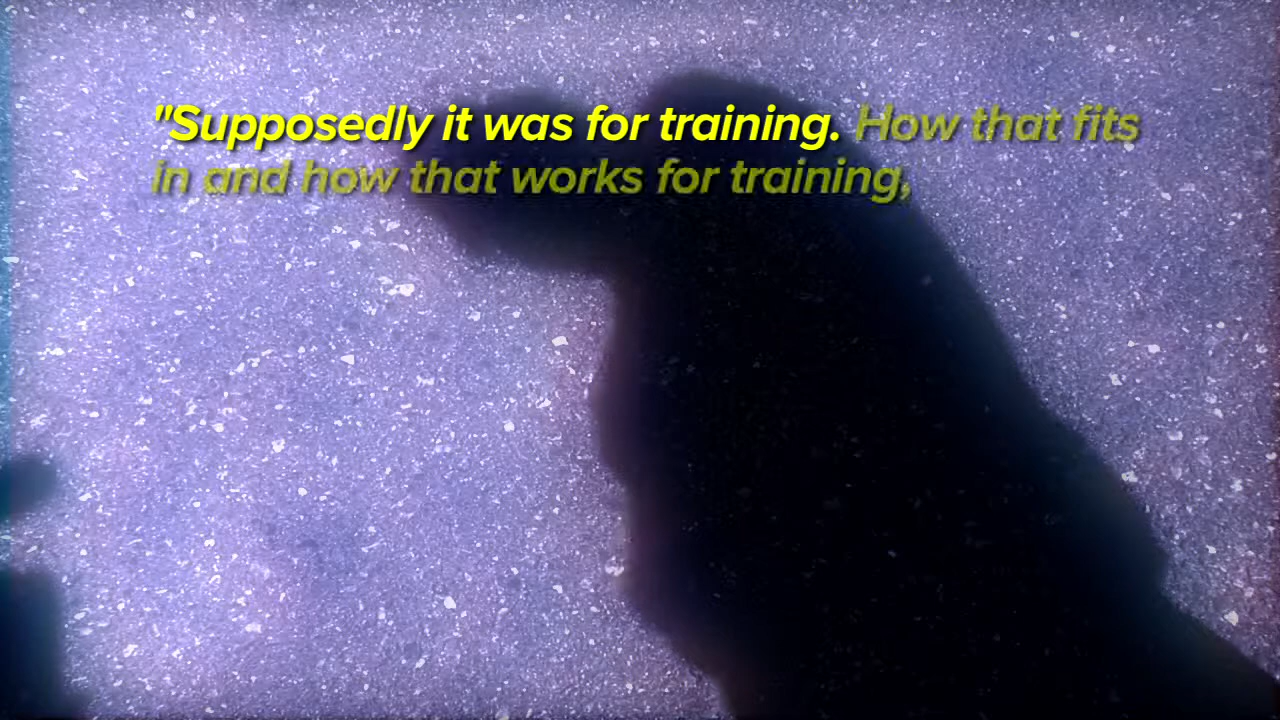 "Supposedly it was for training. How that fits
in and how that works for training,